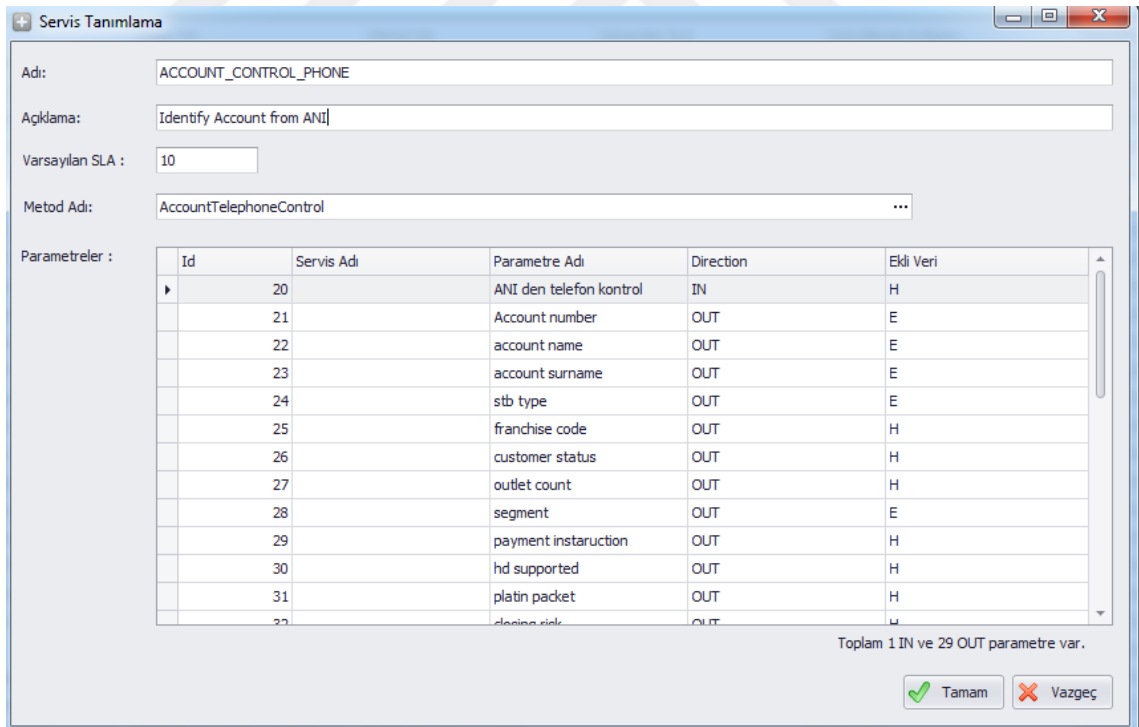 Servis Tanımlama
Adı: ACCOUNT_CONTROL_PHONE
Açıklama: Identify Account from ANI
Varsayılan SLA : 10
Metod Adı: AccountTelephoneControl ...
Parametreler :
Id Servis Adı Parametre Adı Direction Ekli Veri
20 ANI den telefon kontrol IN H
21 Account number OUT E
22 account name OUT E
23 account surname OUT E
24 stb type OUT E
25 franchise code OUT H
26 customer status OUT H
27 outlet count OUT H
28 segment OUT E
29 payment instaruction OUT H
30 hd supported OUT H
31 platin packet OUT H
32 closing risk OUT H
Toplam 1 IN ve 29 OUT parametre var.
Tamam Vazgeç